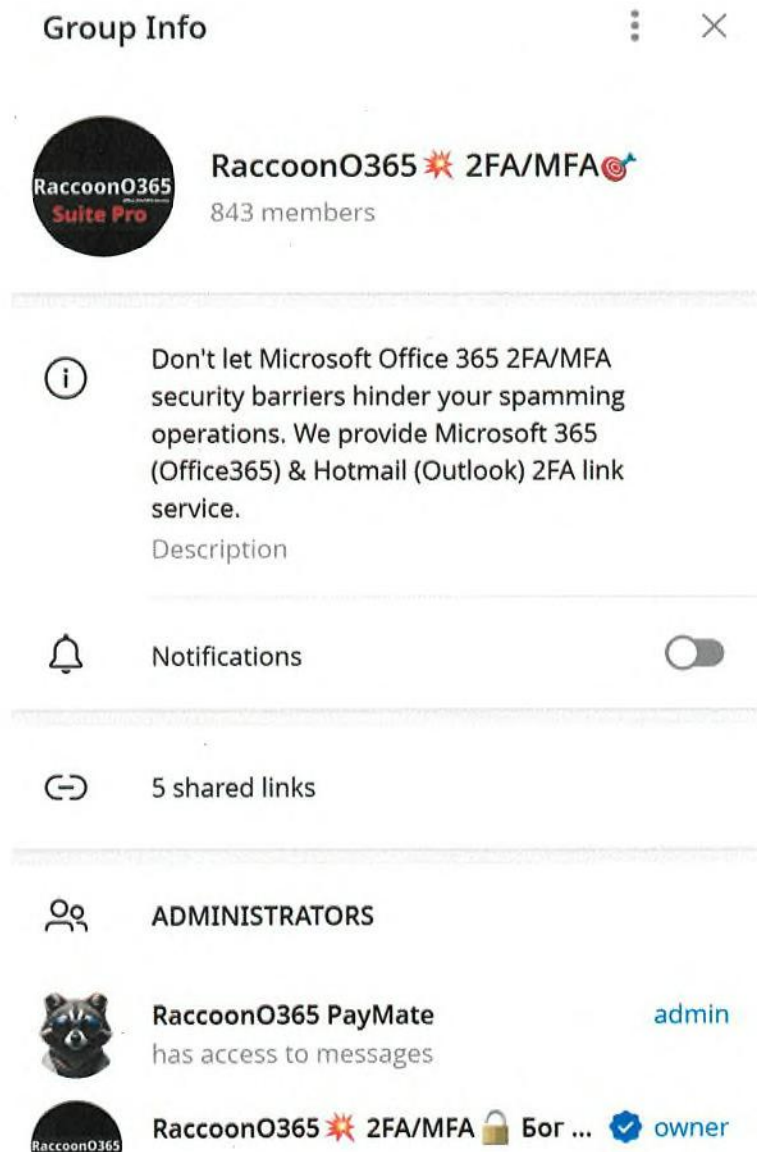 Group Info
RaccoonO365
Suite Pro
RaccoonO365💥 2FA/MFA🎯
843 members
Don't let Microsoft Office 365 2FA/MFA
security barriers hinder your spamming
operations. We provide Microsoft 365
(Office365) & Hotmail (Outlook) 2FA link
service.
Description
Notifications
5 shared links
ADMINISTRATORS
RaccoonO365 PayMate
admin
has access to messages
RaccoonO365
RaccoonO365💥 2FA/MFA🔓 Бог ...
owner